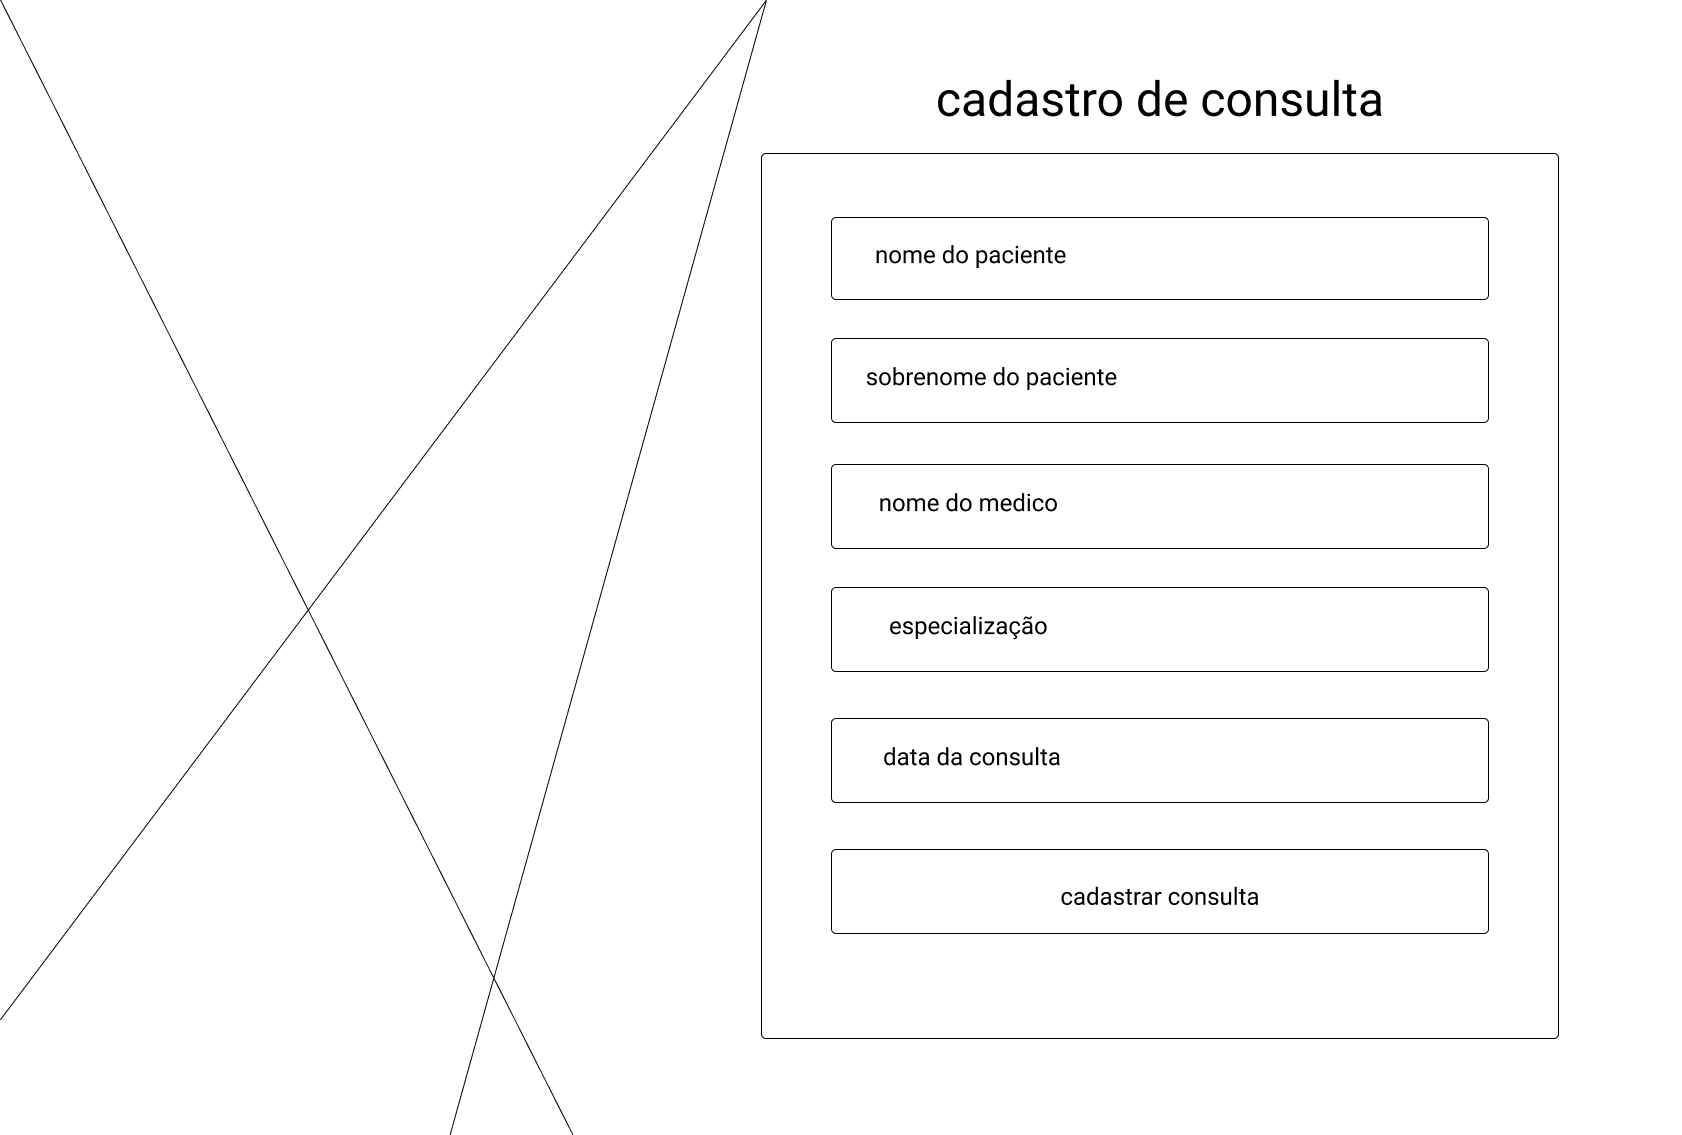 cadastro de consulta
nome do paciente
sobrenome do paciente
nome do medico
especialização
data da consulta
cadastrar consulta